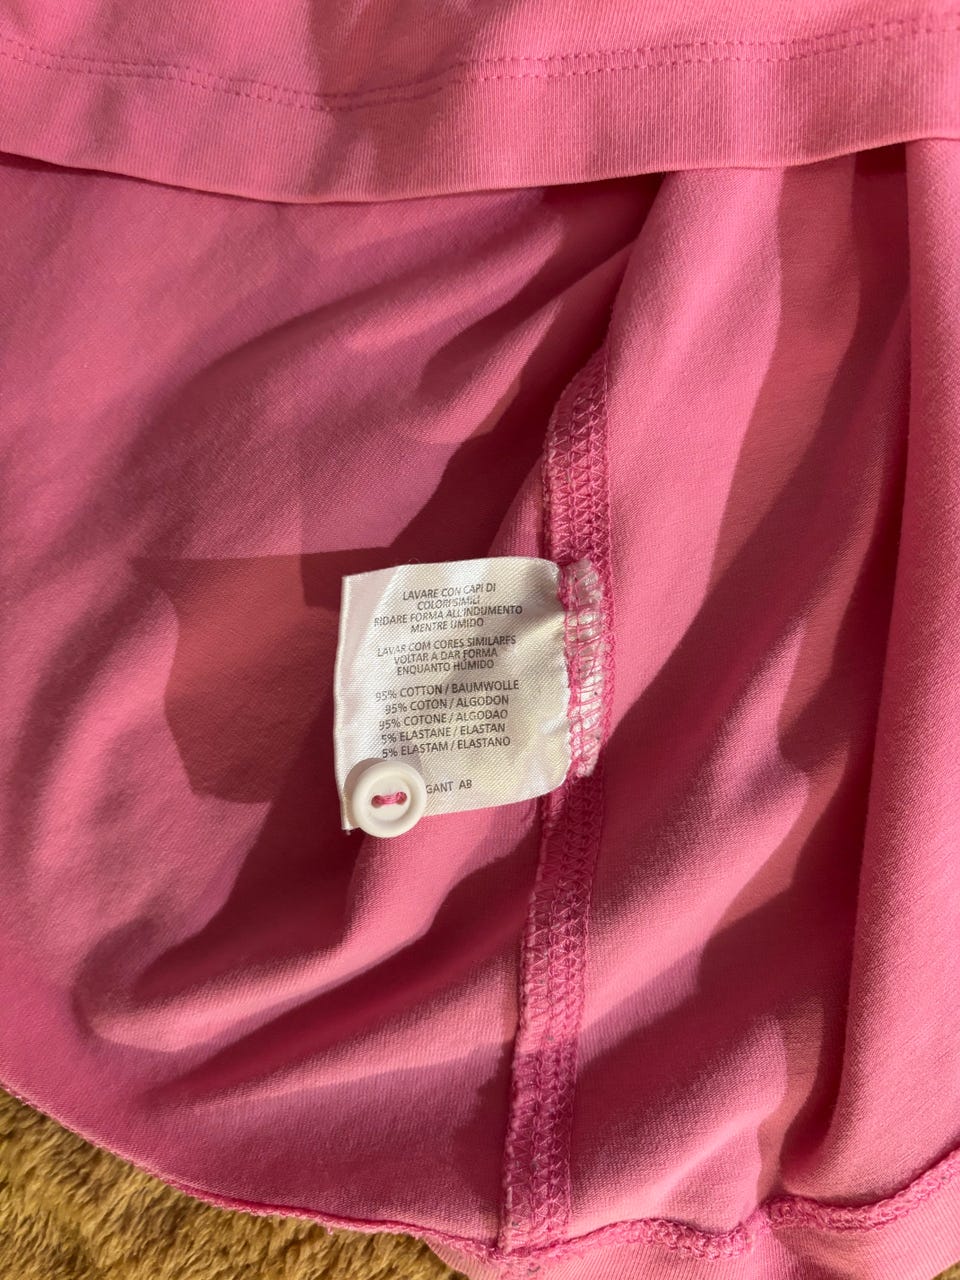 LAVARE CON CAPI DI
COLORI SIMILI
RIDARE FORMA ALL'INDUMENTO
MENTRE UMIDO
LAVAR COM CORES SIMILARES
VOLTAR A DAR FORMA
ENQUANTO HÚMIDO
95% COTTON / BAUMWOLLE
95% COTON / ALGODON
95% COTONE / ALGODAO
5% ELASTANE / ELASTAN
5% ELASTAM / ELASTANO
GANT AB